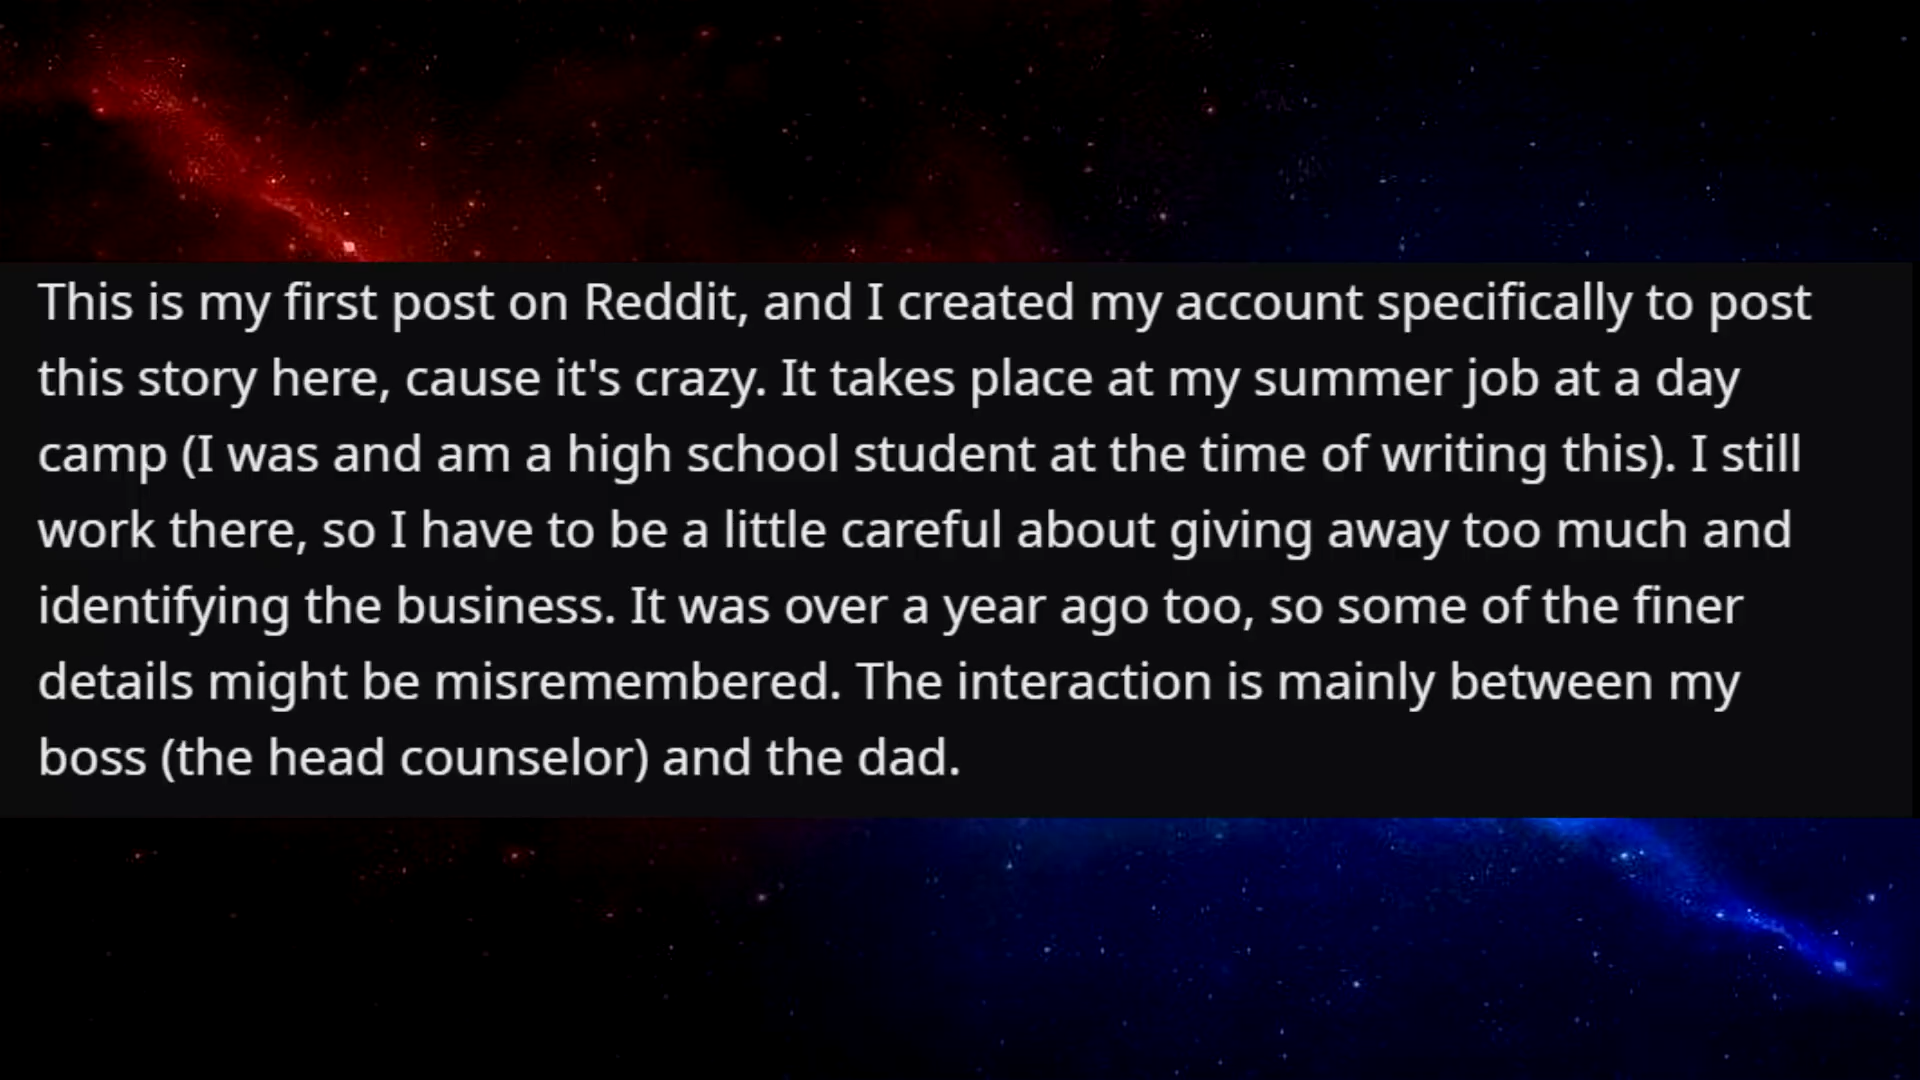 This is my first post on Reddit, and I created my account specifically to post
this story here, cause it's crazy. It takes place at my summer job at a day
camp (I was and am a high school student at the time of writing this). I still
work there, so I have to be a little careful about giving away too much and
identifying the business. It was over a year ago too, so some of the finer
details might be misremembered. The interaction is mainly between my
boss (the head counselor) and the dad.